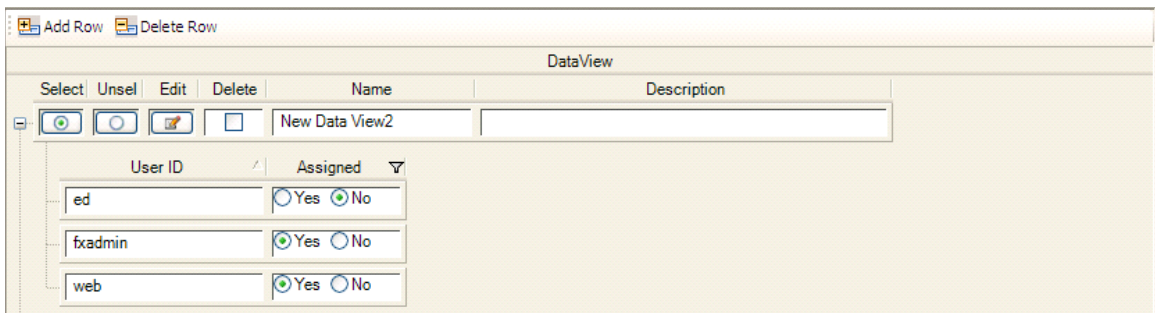 Add Row Delete Row
DataView
Select Unsel Edit Delete Name Description
New Data View2
User ID Assigned
ed Yes No
fxadmin Yes No
web Yes No